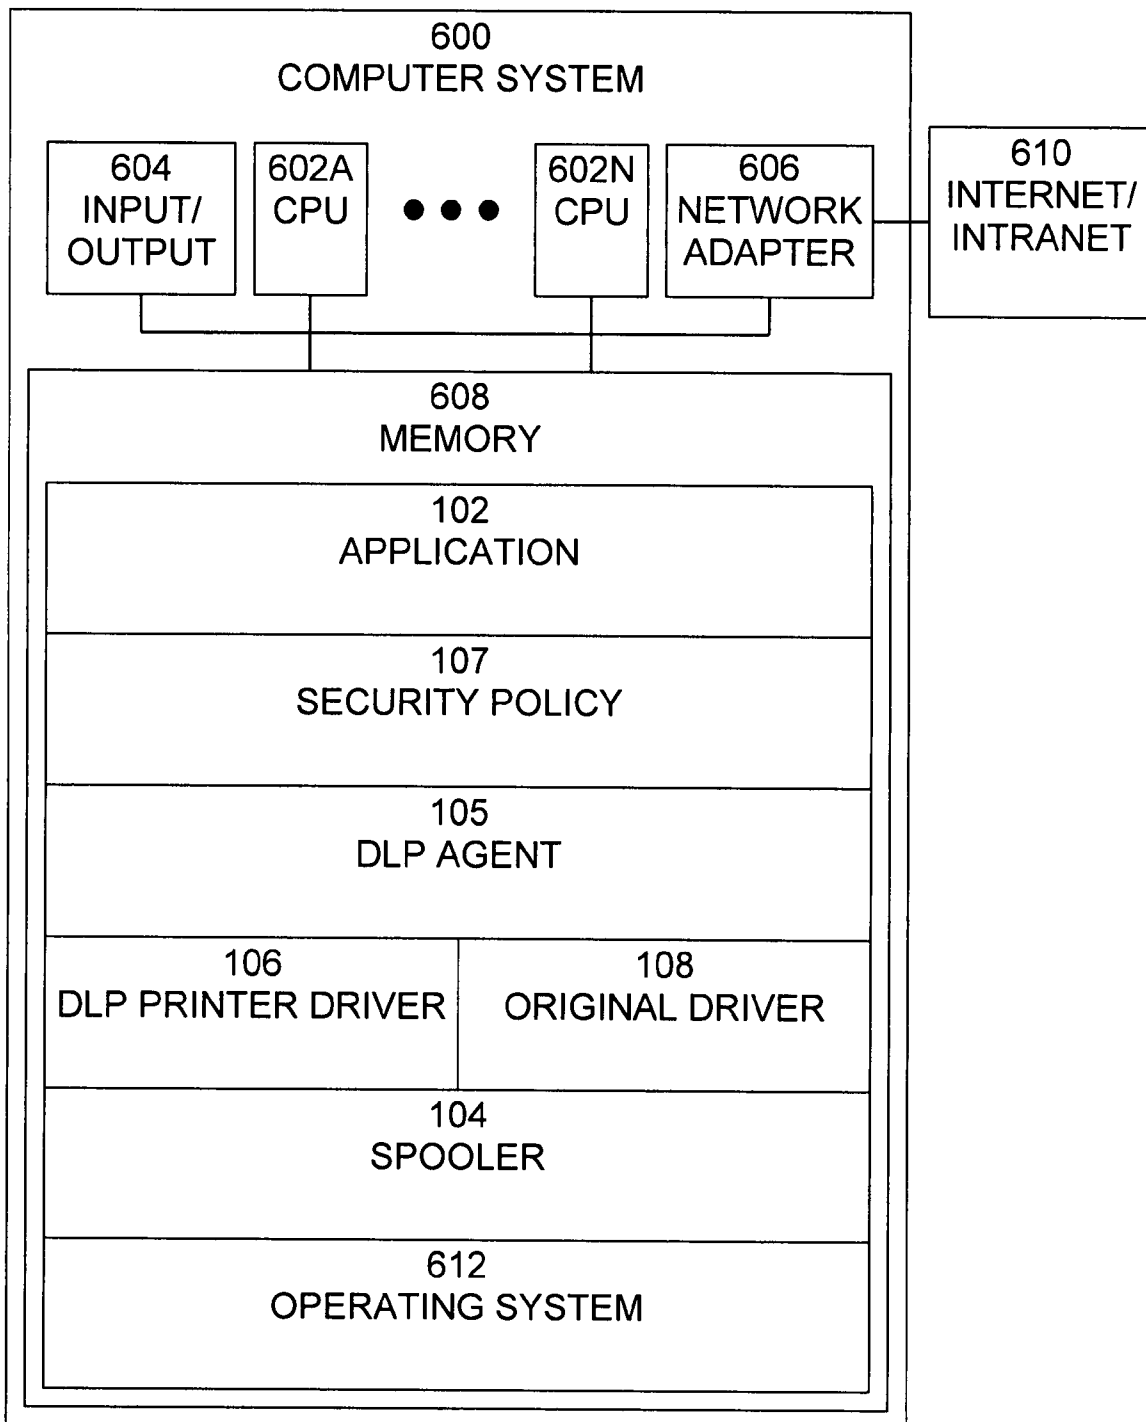 600
COMPUTER SYSTEM
604
INPUT/
OUTPUT
602A
CPU
602N
CPU
606
NETWORK
ADAPTER
610
INTERNET/
INTRANET
608
MEMORY
102
APPLICATION
107
SECURITY POLICY
105
DLP AGENT
106
DLP PRINTER DRIVER
108
ORIGINAL DRIVER
104
SPOOLER
612
OPERATING SYSTEM